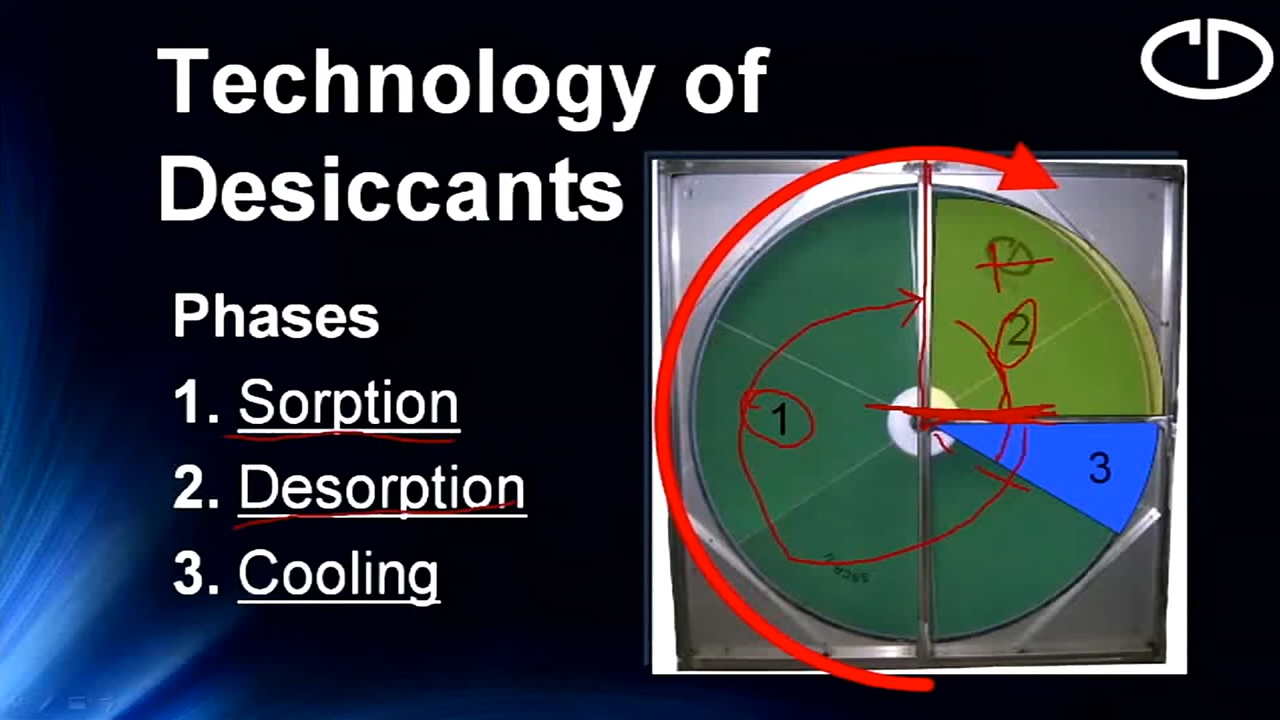 Technology of
Desiccants
Phases
1. Sorption
2. Desorption
3. Cooling
1
2
3